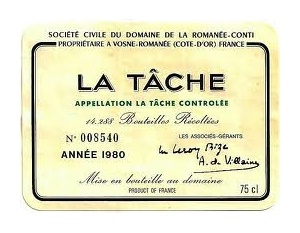 SOCIÉTÉ CIVILE DU DOMAINE DE LA ROMANÉE-CONTI
PROPRIÉTAIRE A VOSNE-ROMANÉE (COTE-D'OR) FRANCE
LA TÂCHE
APPELLATION LA TÂCHE CONTROLÉE
14.288 Bouteilles Récoltées
N° 008540
LES ASSOCIÉS-GÉRANTS
ANNÉE 1980
Leroy Bize
A. de Villaine
Mise en bouteille au domaine
PRODUCT OF FRANCE
75 cl